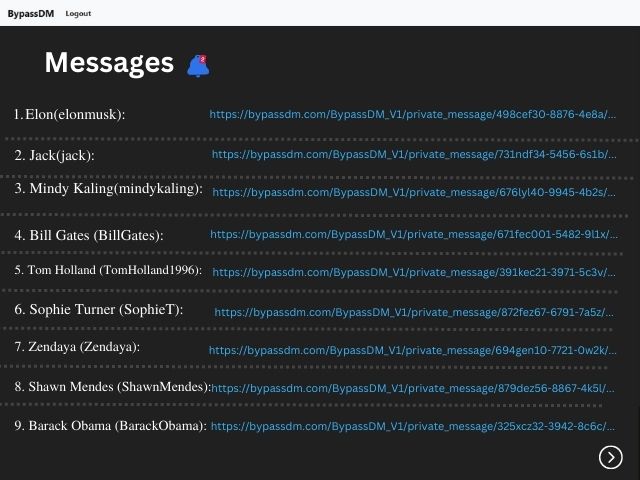 BypassDM Logout
Messages 2
1.Elon(elonmusk): https://bypassdm.com/BypassDM_V1/private_message/498cef30-8876-4e8a/...
2. Jack(jack): https://bypassdm.com/BypassDM_V1/private_message/731ndf34-5456-6s1b/...
3. Mindy Kaling(mindykaling): https://bypassdm.com/BypassDM_V1/private_message/676lyl40-9945-4b2s/...
4. Bill Gates (BillGates): https://bypassdm.com/BypassDM_V1/private_message/671fec001-5482-9l1x/...
5. Tom Holland (TomHolland1996): https://bypassdm.com/BypassDM_V1/private_message/391kec21-3971-5c3v/...
6. Sophie Turner (SophieT): https://bypassdm.com/BypassDM_V1/private_message/872fez67-6791-7a5z/...
7. Zendaya (Zendaya): https://bypassdm.com/BypassDM_V1/private_message/694gen10-7721-0w2k/...
8. Shawn Mendes (ShawnMendes): https://bypassdm.com/BypassDM_V1/private_message/879dez56-8867-4k5l/...
9. Barack Obama (BarackObama): https://bypassdm.com/BypassDM_V1/private_message/325xcz32-3942-8c6c/...